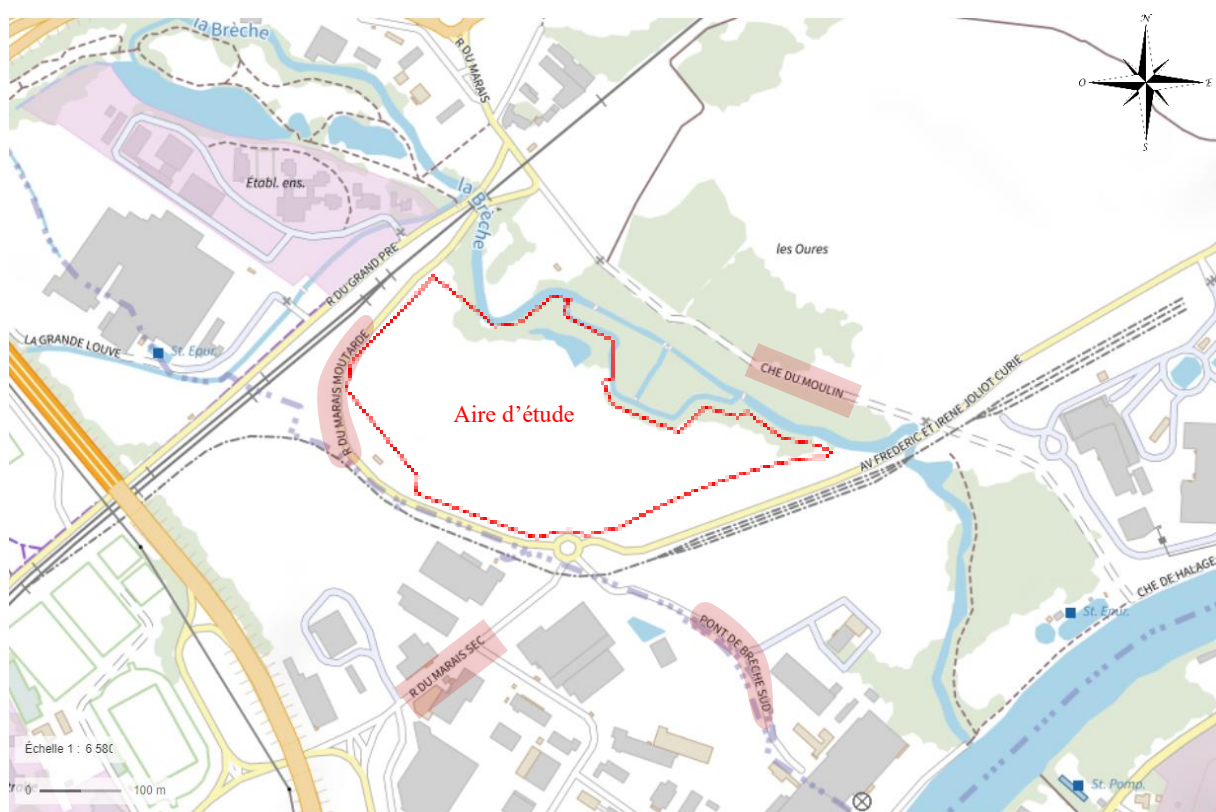 la Brèche
R DU MARAIS
N
O
E
S
Établ. ens.
la Brèche
les Oures
R DU GRAND PRE
LA GRANDE LOUVE
St. Epur.
R DU MARAIS MOUTARDE
CHE DU MOULIN
Aire d'étude
AV FREDERIC ET IRENE JOLIOT CURIE
CHE DE HALAGE
St. Epur.
PONT DE BRECHE SUD
R DU MARAIS SEC
Échelle 1 : 6 580
0
100 m
St. Pomp.